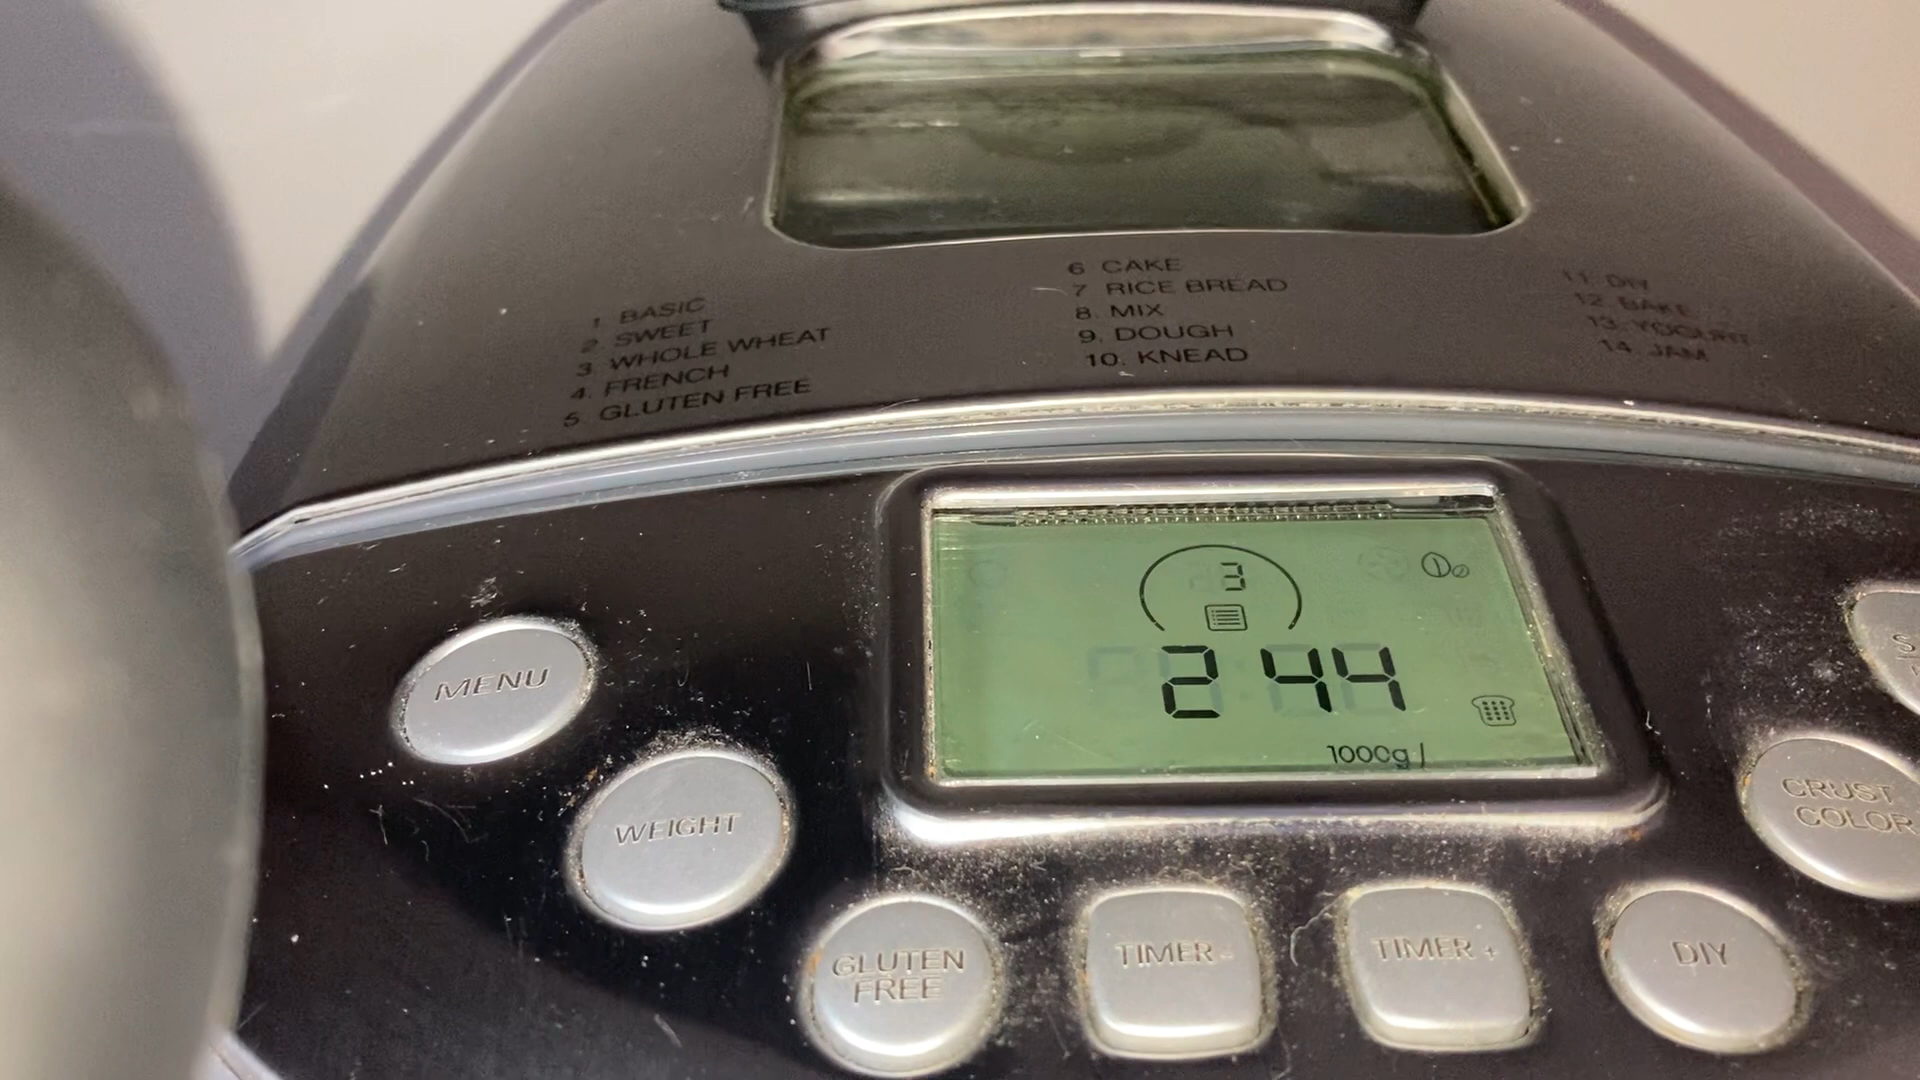 1. BASIC
2. SWEET
3 WHOLE WHEAT
4. FRENCH
5 GLUTEN FREE
6 CAKE
7 RICE BREAD
8. MIX
9. DOUGH
10. KNEAD
11. DIY
12. BAKE
13. YOGURT
14. JAM
3
2 44
1000g
MENU
WEIGHT
GLUTEN
FREE
TIMER -
TIMER +
DIY
CRUST
COLOR